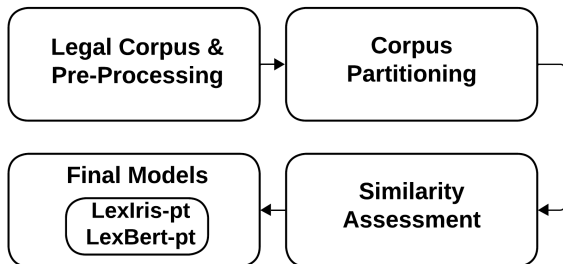 Legal Corpus &
Pre-Processing
Corpus
Partitioning
Final Models
LexIris-pt
LexBert-pt
Similarity
Assessment